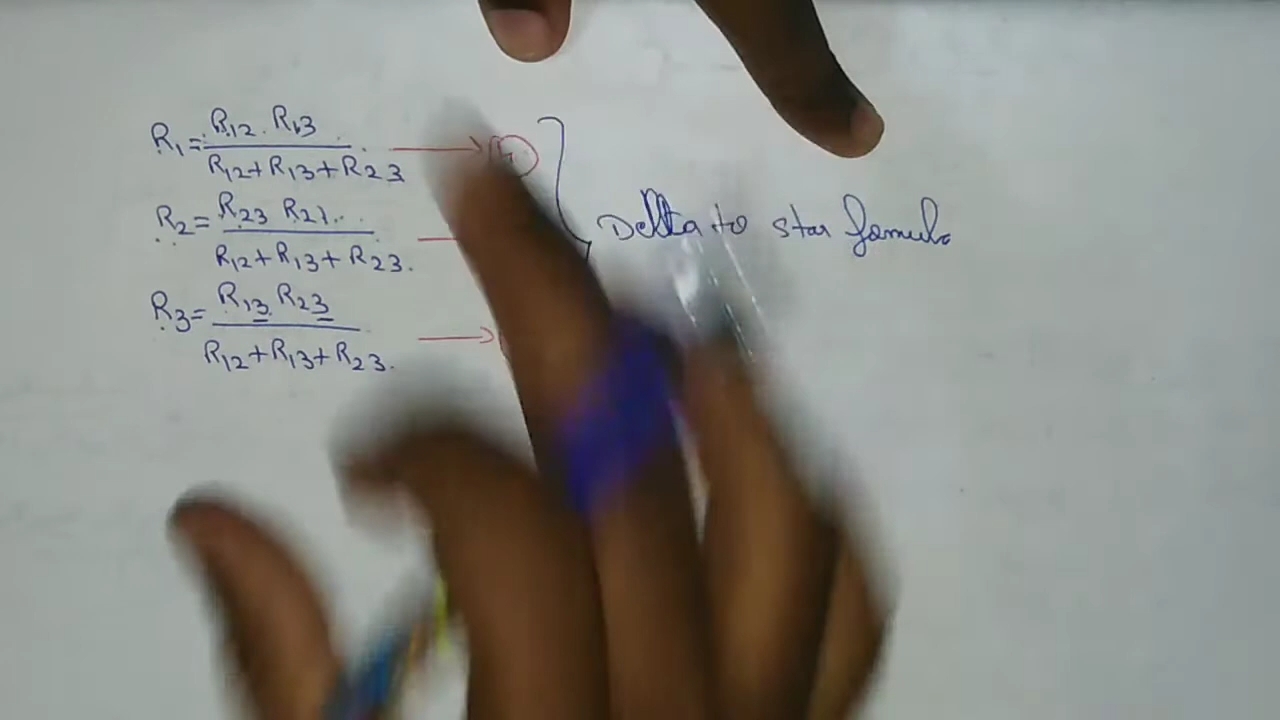 R1= R12 . R13
R12+R13+R23
R2= R23 R21
R12+R13+R23.
R3= R13 R23
R12+R13+R23.
Delta to star fomula